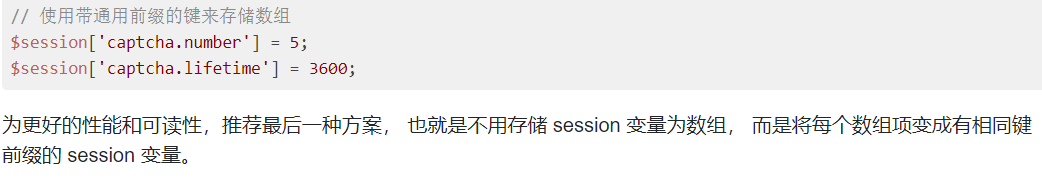 // 使用带通用前缀的键来存储数组
$session['captcha.number'] = 5;
$session['captcha.lifetime'] = 3600;
为更好的性能和可读性，推荐最后一种方案， 也就是不用存储 session 变量为数组， 而是将每个数组项变成有相同键
前缀的 session 变量。